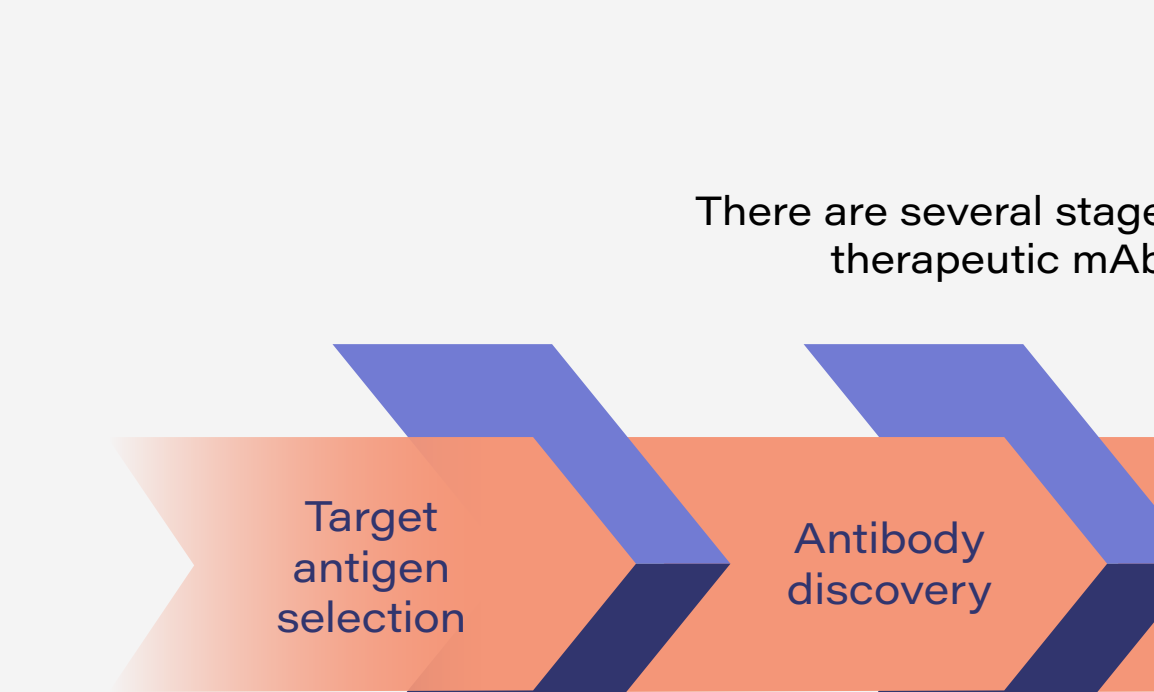 There are several stage
therapeutic mAb
Target
antigen
selection
Antibody
discovery